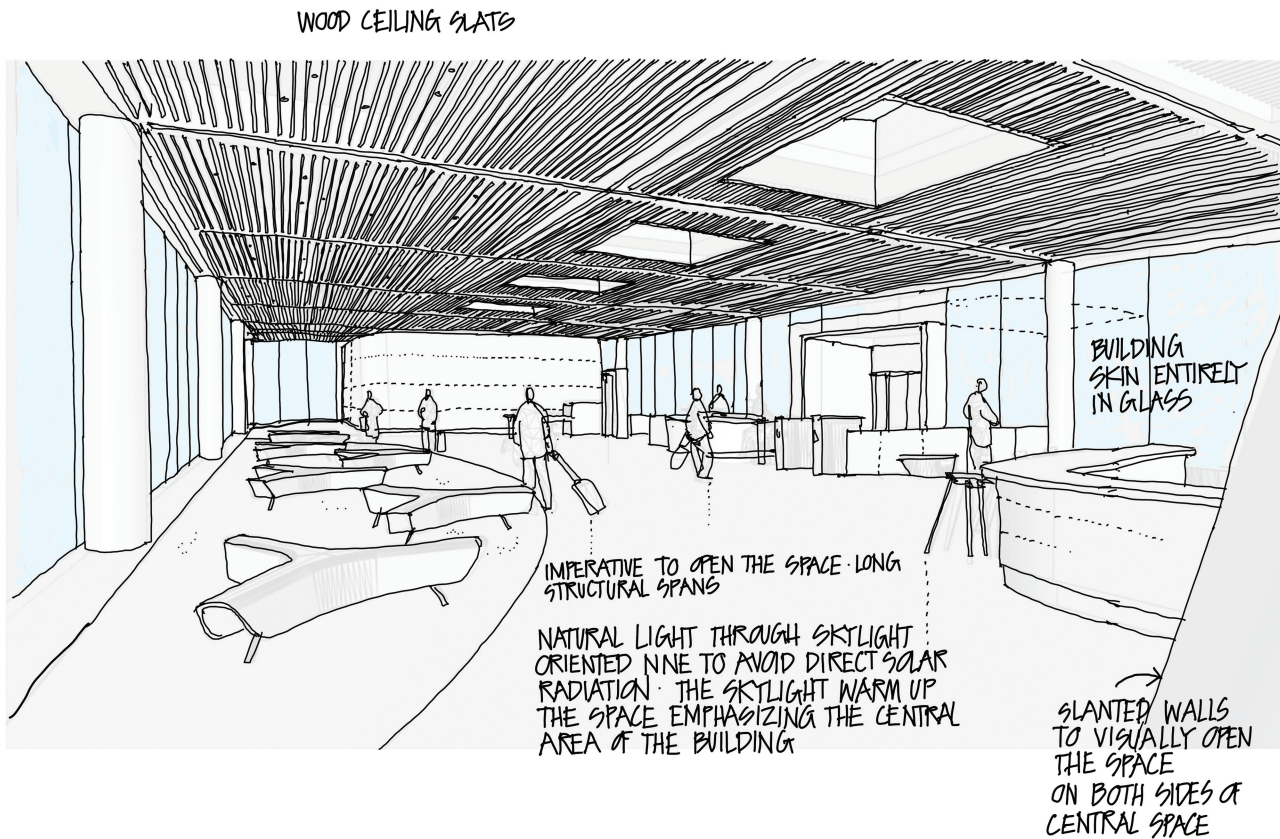 WOOD CEILING SLATS
BUILDING
SKIN ENTIRELY
IN GLASS
IMPERATIVE TO OPEN THE SPACE · LONG
STRUCTURAL SPANS
NATURAL LIGHT THROUGH SKYLIGHT
ORIENTED NNE TO AVOID DIRECT SOLAR
RADIATION · THE SKYLIGHT WARM UP
THE SPACE EMPHASIZING THE CENTRAL
AREA OF THE BUILDING
SLANTED WALLS
TO VISUALLY OPEN
THE SPACE
ON BOTH SIDES OF
CENTRAL SPACE